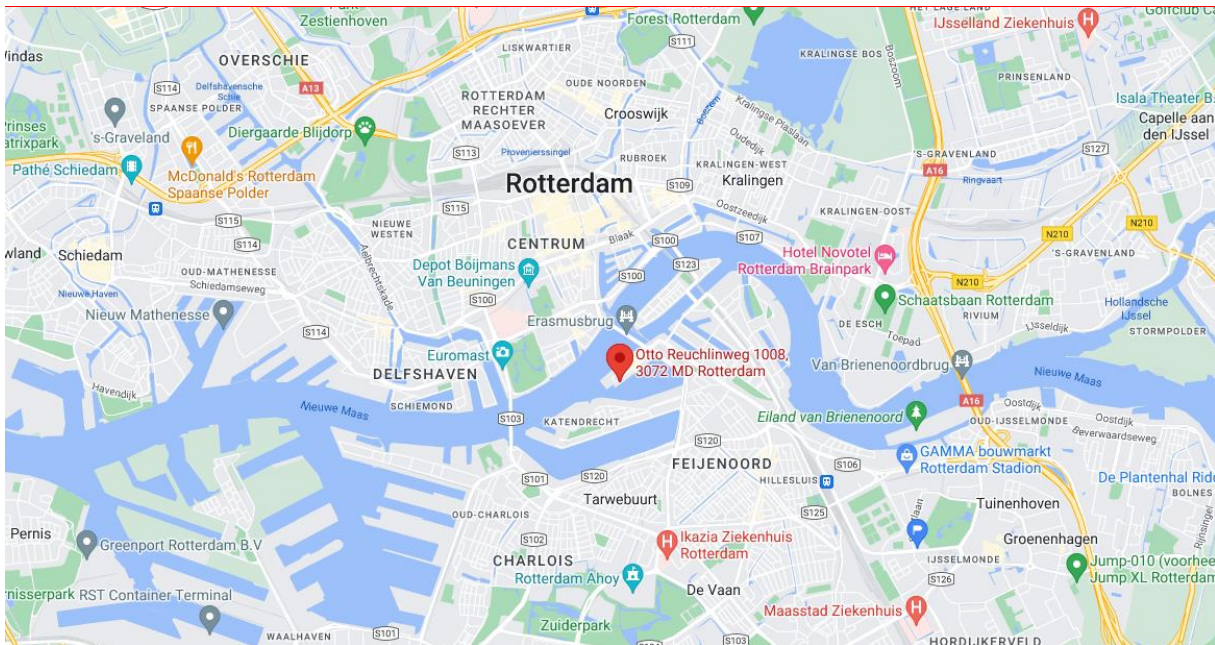 Zestienhoven
Forest Rotterdam
IJsselland Ziekenhuis
OVERSCHIE
LISKWARTIER
S111
KRALINGSE BOS
Boszoom
PRINSENLAND
S114
Delfshavensche
Schie
A13
OUDE NOORDEN
SPAANSE POLDER
ROTTERDAM
RECHTER
MAASOEVER
Crooswijk
Boezem
Kralingse Plaslaan
Isala Theater B.
Capelle aan
den IJssel
's-Graveland
Diergaarde Blijdorp
Provenierssingel
S113
RUBROEK
Oudedijk
KRALINGEN-WEST
Kralingen
'S-GRAVENLAND
S127
Pathé Schiedam
McDonald's Rotterdam
Spaanse Polder
Rotterdam
S109
A16
Ringvaart
S115
S114
S115
NIEUWE
WESTEN
CENTRUM
Blaak
S100
Oostzeedijk
S107
KRALINGEN-OOST
N210
N210
Schiedam
OUD-MATHENESSE
Schiedamseweg
Aelbrechtskade
Depot Boijmans
Van Beuningen
S100
S100
S123
Hotel Novotel
Rotterdam Brainpark
'S-GRAVENLAND
N210
Nieuwe Haven
Nieuw Mathenesse
S114
Erasmusbrug
Schaatsbaan Rotterdam
DE ESCH
Toepad
RIVIUM
IJsseldijk
Hollandsche
IJssel
STORMPOLDER
Euromast
DELFSHAVEN
Otto Reuchlinweg 1008,
3072 MD Rotterdam
Van Brienenoordbrug
Nieuwe Maas
Havendijk
Nieuwe Maas
SCHIEMOND
S103
KATENDRECHT
Eiland van Brienenoord
A16
Oostdijk
OUD-IJSSELMONDE
Oostdijk
Beverwaardseweg
S120
FEIJENOORD
S106
GAMMA bouwmarkt
Rotterdam Stadion
S101
S120
HILLESLUIS
De Plantenhal Ride
BOLNES
Tarwebuurt
OUD-CHARLOIS
S125
Tuinenhoven
Rijnsingel
Pernis
Greenport Rotterdam B.V
S102
CHARLOIS
Ikazia Ziekenhuis
Rotterdam
Groenenhagen
IJSSELMONDE
S126
Rotterdam Ahoy
De Vaan
Jump-010 (voorhee
Jump XL Rotterdam
RST Container Terminal
Maasstad Ziekenhuis
Zuiderpark
WAALHAVEN
S101
S103
HORDIJKERVELD